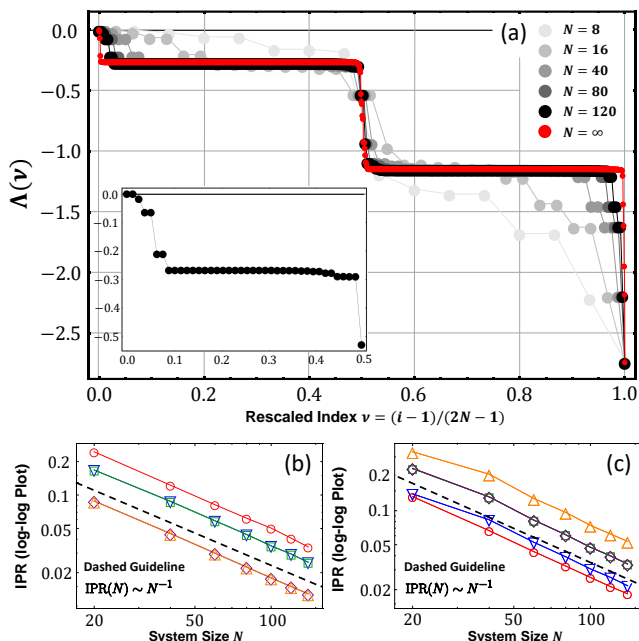 (a)
N = 8
N = 16
N = 40
N = 80
N = 120
N = ∞
Λ(ν)
0.0
−0.5
−1.0
−1.5
−2.0
−2.5
0.0
−0.1
−0.2
−0.3
−0.4
−0.5
0.0 0.1 0.2 0.3 0.4 0.5
0.0 0.2 0.4 0.6 0.8 1.0
Rescaled Index ν = (i−1)/(2N−1)
(b)
IPR (log-log Plot)
0.2
0.1
0.05
0.02
Dashed Guideline
IPR(N) ~ N⁻¹
20 50 100
System Size N
(c)
IPR (log-log Plot)
0.2
0.1
0.05
0.02
Dashed Guideline
IPR(N) ~ N⁻¹
20 50 100
System Size N